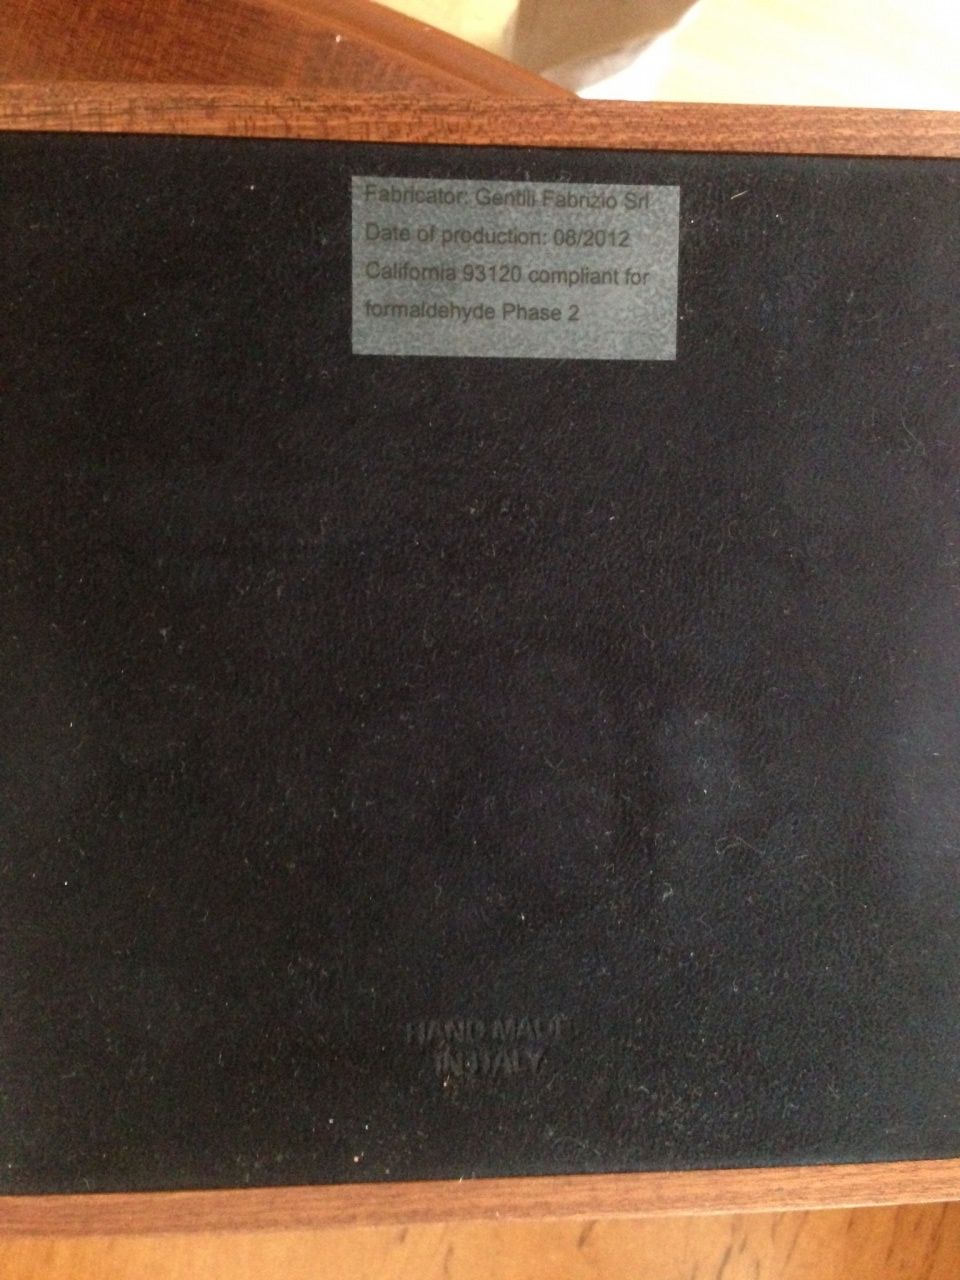 Fabricator: Gentili Fabrizio Srl
Date of production: 08/2012
California 93120 compliant for
formaldehyde Phase 2
HAND MADE
IN ITALY